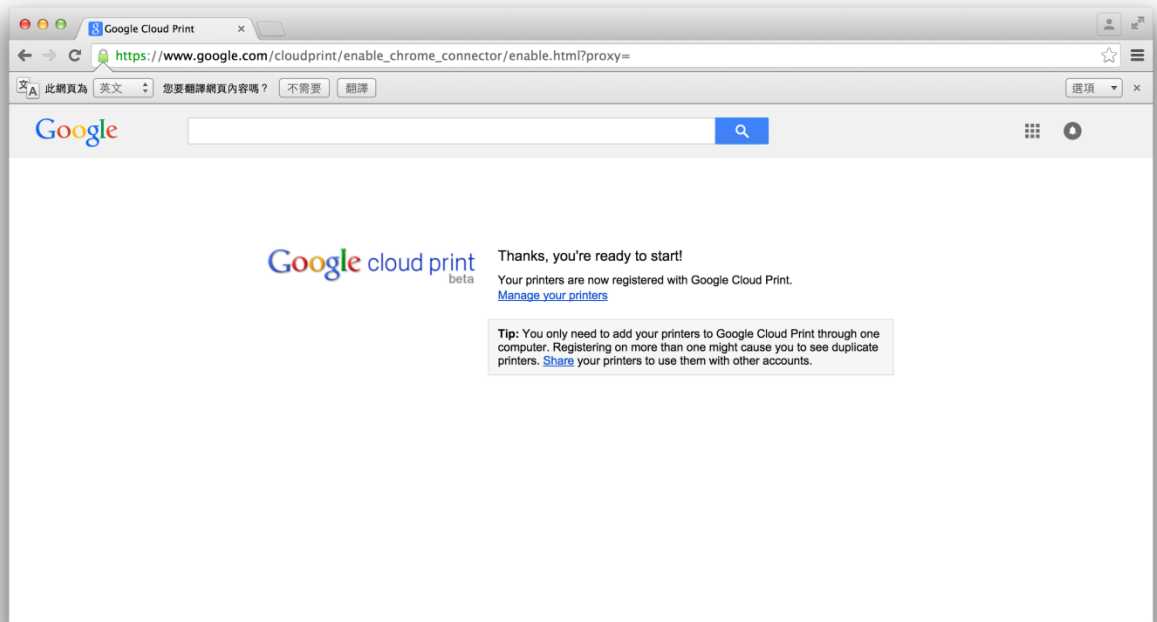 Google Cloud Print
https://www.google.com/cloudprint/enable_chrome_connector/enable.html?proxy=
此網頁為 英文 您要翻譯網頁內容嗎？ 不需要 翻譯 選項
Google
Google cloud print
beta
Thanks, you're ready to start!
Your printers are now registered with Google Cloud Print.
Manage your printers
Tip: You only need to add your printers to Google Cloud Print through one
computer. Registering on more than one might cause you to see duplicate
printers. Share your printers to use them with other accounts.